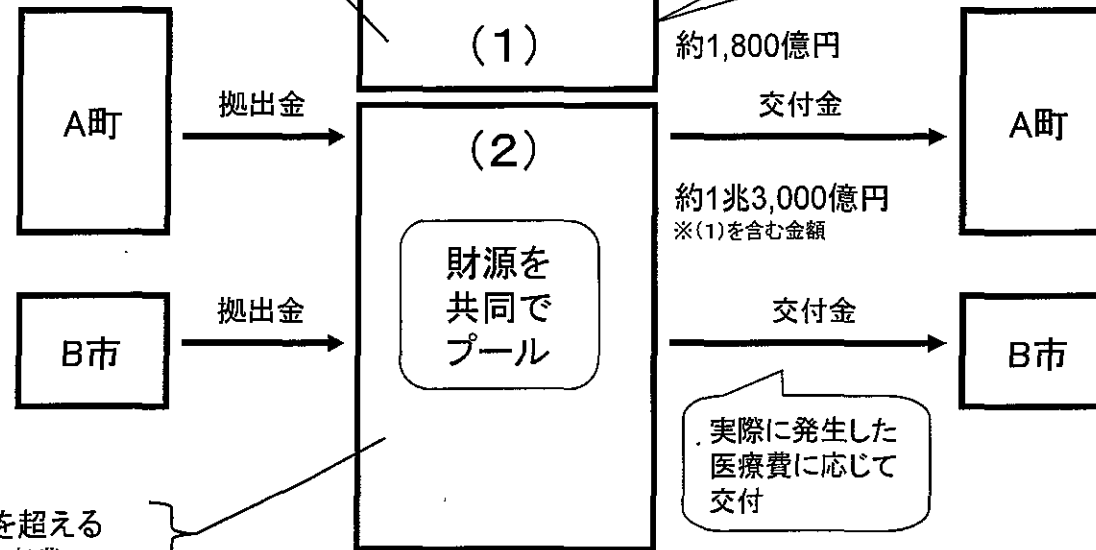 (1)
約1,800億円
A町
拠出金
交付金
A町
(2)
約1兆3,000億円
※(1)を含む金額
財源を
共同で
プール
B市
拠出金
交付金
B市
実際に発生した
医療費に応じて
交付
を超える